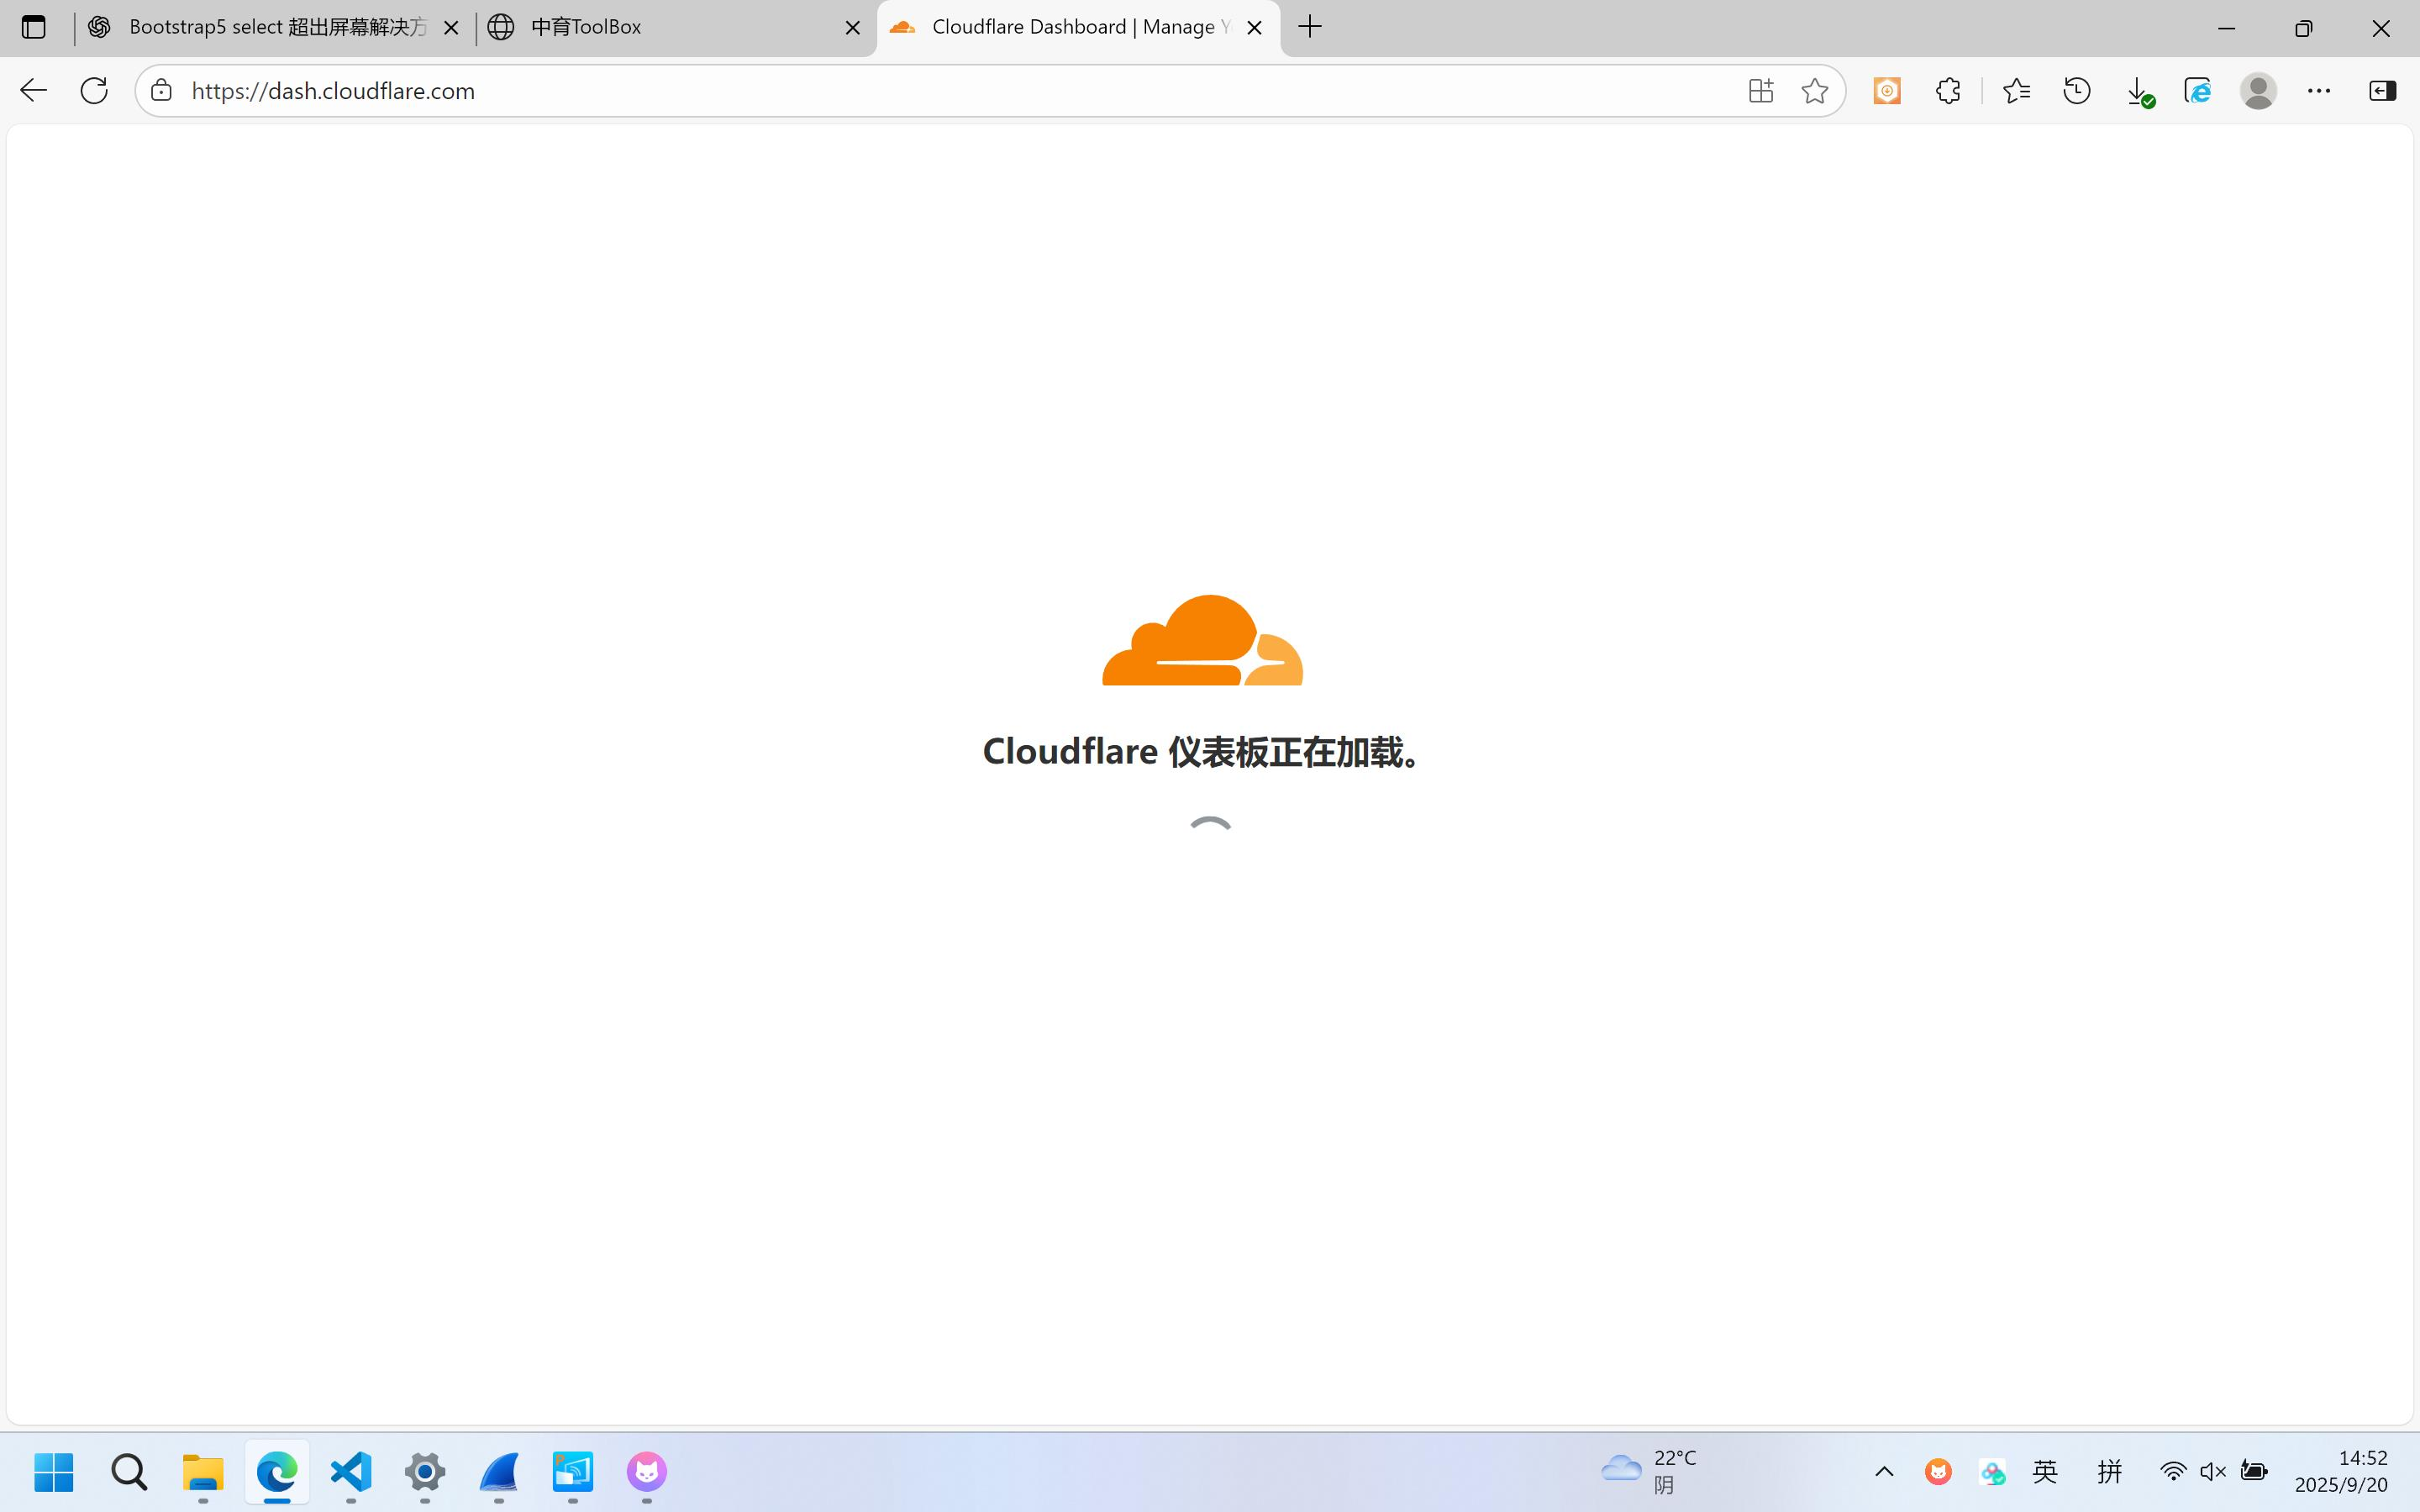 Bootstrap5 select 超出屏幕解决方
中育ToolBox
Cloudflare Dashboard | Manage Y
https://dash.cloudflare.com
Cloudflare 仪表板正在加载。
22°C
阴
英
拼
14:52
2025/9/20